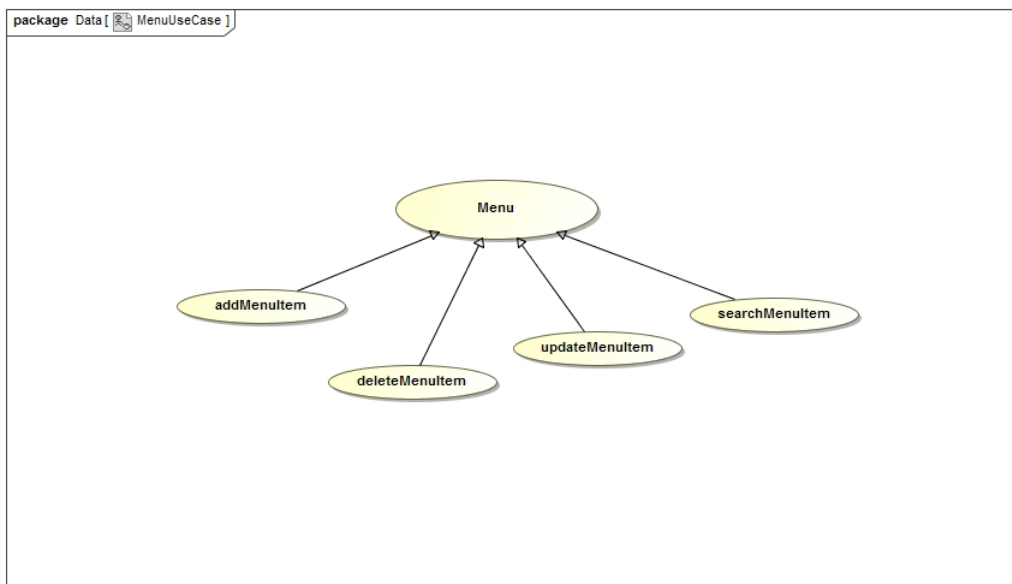 package Data [ MenuUseCase ]
Menu
addMenuItem
searchMenuItem
updateMenuItem
deleteMenuItem